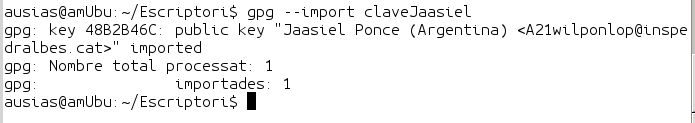 ausias@amUbu:~/Escriptori$ gpg --import claveJaasiel
gpg: key 48B2B46C: public key "Jaasiel Ponce (Argentina) <A21wilponlop@inspe
dralbes.cat>" imported
gpg: Nombre total processat: 1
gpg:               importades: 1
ausias@amUbu:~/Escriptori$